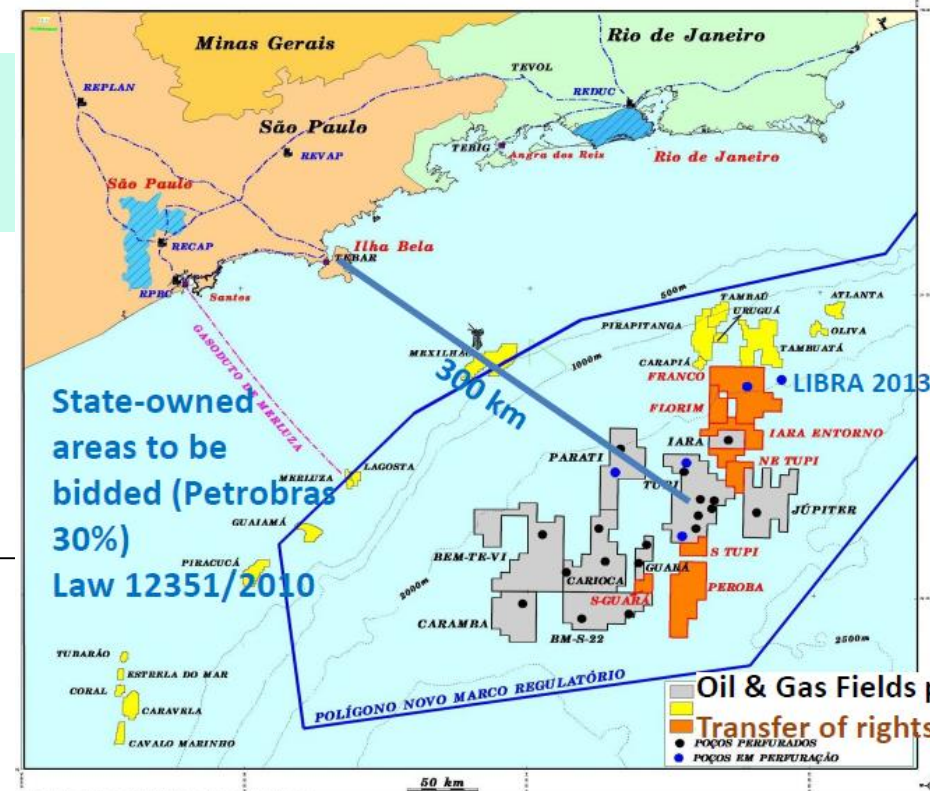 Minas Gerais
Rio de Janeiro
REPLAN
TEVOL
REDUC
São Paulo
REVAP
TEBIG
Angra dos Reis
Rio de Janeiro
São Paulo
RECAP
Ilha Bela
TEBAR
RPBC
Santos
GASODUTO DE MERLUZA
500m
TAMBAÚ
URUGUÁ
ATLANTA
PIRAPITANGA
OLIVA
MEXILHÃO
1000m
CARAPIÁ
TAMBUATÁ
300 km
FRANCO
LIBRA 2013
State-owned
areas to be
bidded (Petrobras
30%)
Law 12351/2010
FLORIM
IARA
IARA ENTORNO
PARATI
NE TUPI
LAGOSTA
MERLUZA
TUPI
JÚPITER
GUAIAMÁ
BEM-TE-VI
S TUPI
PIRACUCÁ
2000m
CARIOCA
GUARÁ
S-GUARÁ
PEROBA
CARAMBA
BM-S-22
2500m
TUBARÃO
ESTRELA DO MAR
CORAL
CARAVELA
CAVALO MARINHO
POLÍGONO NOVO MARCO REGULATÓRIO
Oil & Gas Fields p
Transfer of rights
POÇOS PERFURADOS
POÇOS EM PERFURAÇÃO
50 km